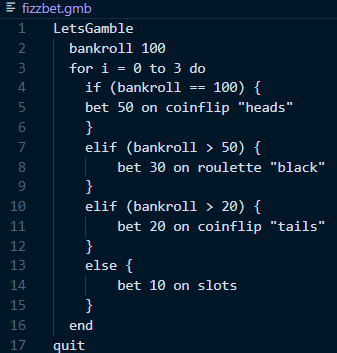 fizzbet.gmb
1 LetsGamble
2 bankroll 100
3 for i = 0 to 3 do
4 if (bankroll == 100) {
5 bet 50 on coinflip "heads"
6 }
7 elif (bankroll > 50) {
8 bet 30 on roulette "black"
9 }
10 elif (bankroll > 20) {
11 bet 20 on coinflip "tails"
12 }
13 else {
14 bet 10 on slots
15 }
16 end
17 quit